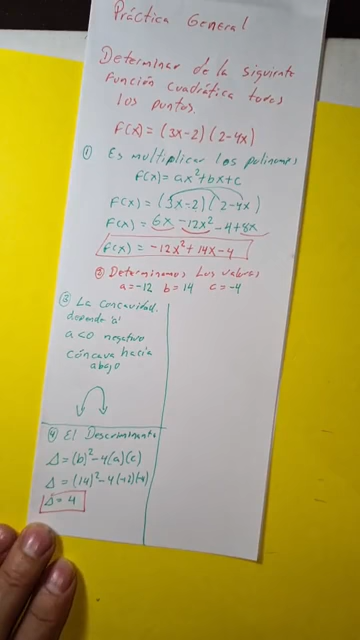 Práctica General
Determinar de la siguiente
función cuadrática todos
los puntos.
F(x) = (3x-2)(2-4x)
① Es multiplicar los polinomios
F(x) = ax²+bx+c
F(x) = (3x-2)(2-4x)
F(x) = 6x -12x² -4+8x
F(x) = -12x²+14x-4
② Determinamos los valores
a=-12 b=14 c=-4
③ La concavidad.
depende 'a'
a<0 negativo
cóncava hacia
abajo
④ El Descriminante
Δ=(b)²-4(a)(c)
Δ=(14)²-4(-12)(-4)
Δ=4